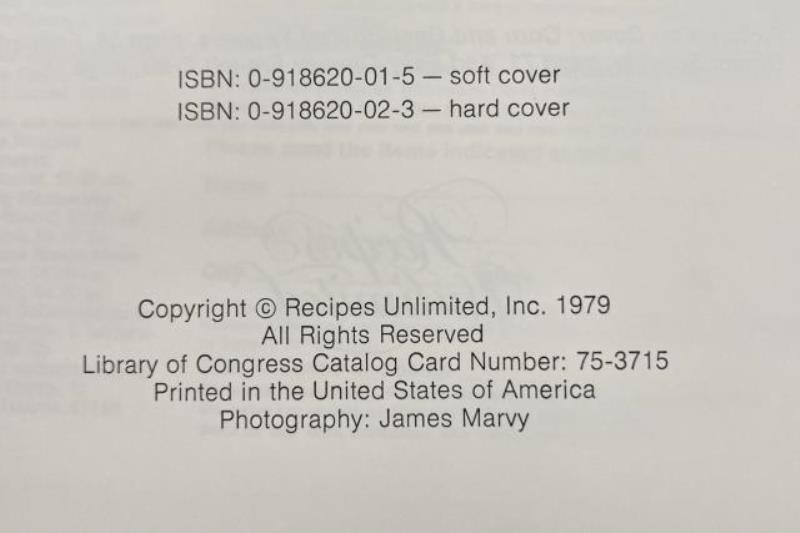 ISBN: 0-918620-01-5 — soft cover
ISBN: 0-918620-02-3 — hard cover
Copyright © Recipes Unlimited, Inc. 1979
All Rights Reserved
Library of Congress Catalog Card Number: 75-3715
Printed in the United States of America
Photography: James Marvy